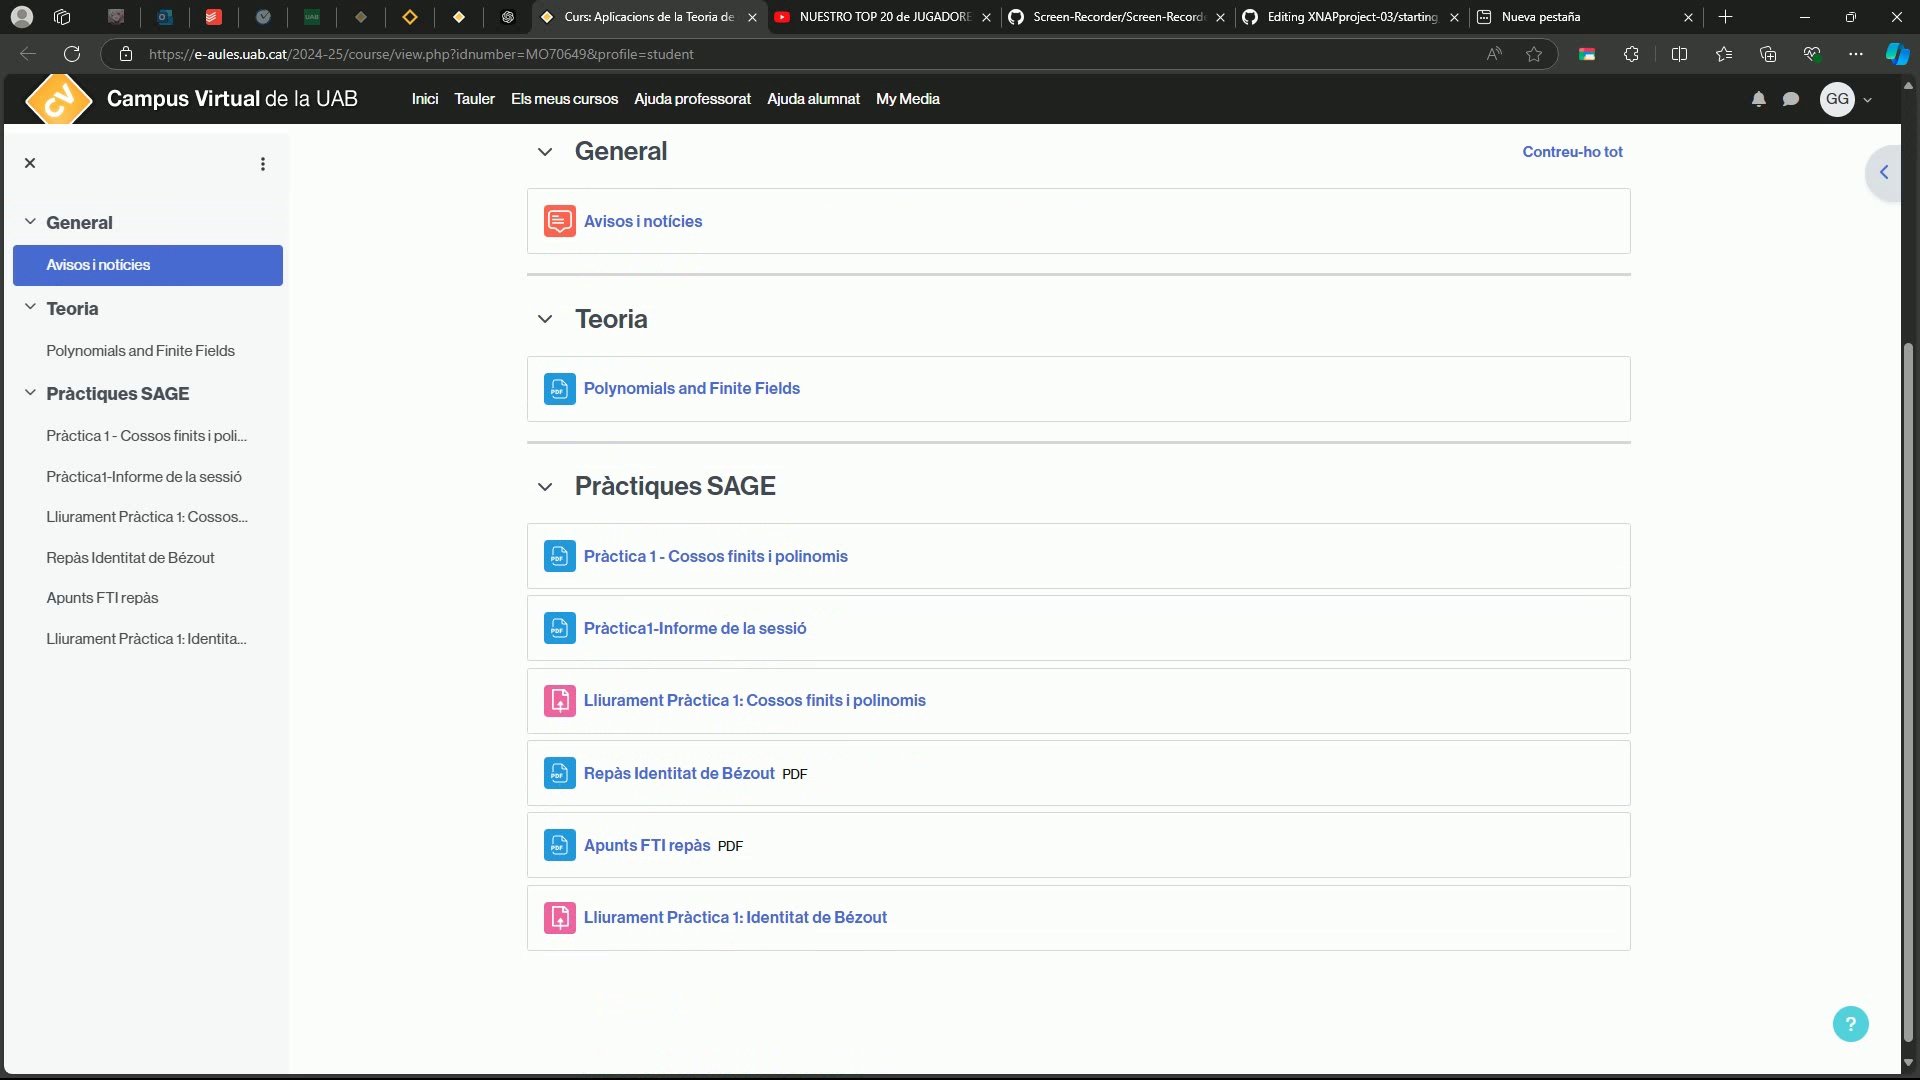 Curs: Aplicacions de la Teoria de
NUESTRO TOP 20 de JUGADORE
Screen-Recorder/Screen-Record
Editing XNAPproject-03/starting
Nueva pestaña
https://e-aules.uab.cat/2024-25/course/view.php?idnumber=MO70649&profile=student
CV
Campus Virtual de la UAB
Inici
Tauler
Els meus cursos
Ajuda professorat
Ajuda alumnat
My Media
GG
General
Avisos i notícies
Teoria
Polynomials and Finite Fields
Pràctiques SAGE
Pràctica 1 - Cossos finits i poli...
Pràctica1-Informe de la sessió
Lliurament Pràctica 1: Cossos...
Repàs Identitat de Bézout
Apunts FTI repàs
Lliurament Pràctica 1: Identita...
General
Contreu-ho tot
Avisos i notícies
Teoria
PDF Polynomials and Finite Fields
Pràctiques SAGE
PDF Pràctica 1 - Cossos finits i polinomis
PDF Pràctica1-Informe de la sessió
Lliurament Pràctica 1: Cossos finits i polinomis
PDF Repàs Identitat de Bézout PDF
PDF Apunts FTI repàs PDF
Lliurament Pràctica 1: Identitat de Bézout
?